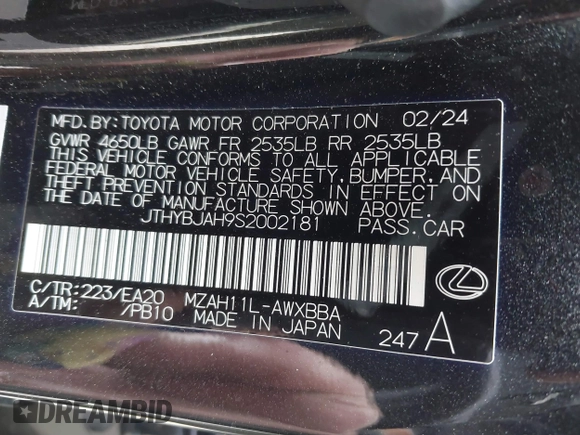 MFD. BY: TOYOTA MOTOR CORPORATION 02/24
GVWR 4650LB GAWR FR 2535LB RR 2535LB
THIS VEHICLE CONFORMS TO ALL APPLICABLE
FEDERAL MOTOR VEHICLE SAFETY, BUMPER, AND
THEFT PREVENTION STANDARDS IN EFFECT ON
THE DATE OF MANUFACTURE SHOWN ABOVE.
JTHYBJAH9S2002181 PASS. CAR
C/TR: 223/EA20 MZAH11L-AWXBBA
A/TM: /PB10 MADE IN JAPAN
247 A
DREAMBID